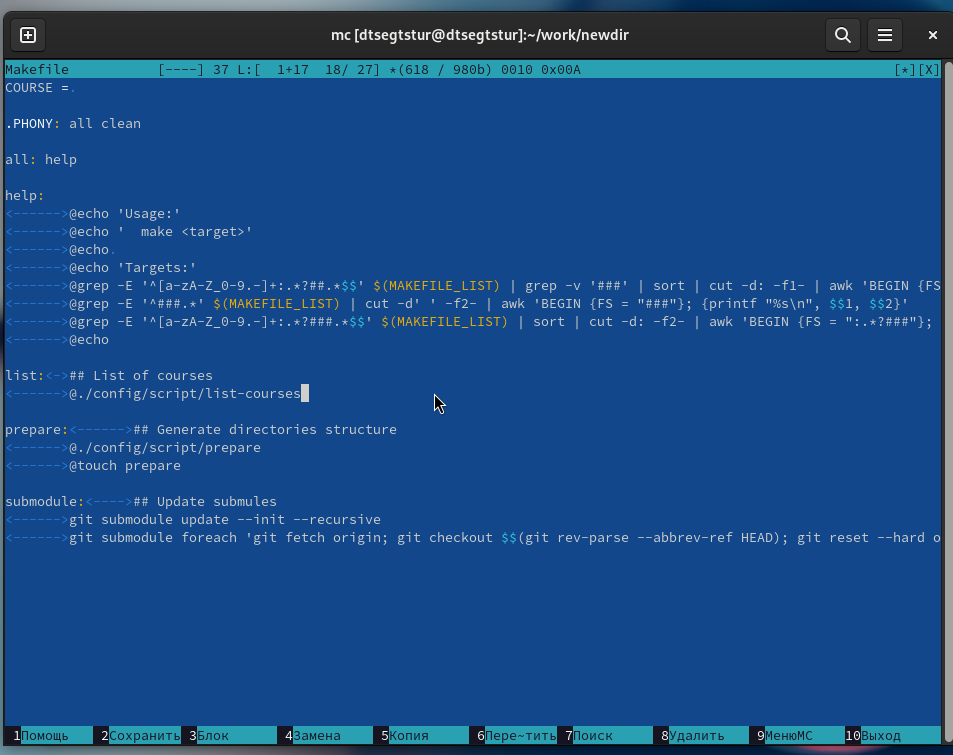 mc [dtsegtstur@dtsegtstur]:~/work/newdir
Makefile [----] 37 L:[ 1+17 18/ 27] *(618 / 980b) 0010 0x00A [*][X]
COURSE =.
.PHONY: all clean
all: help
help:
<------>@echo 'Usage:'
<------>@echo '  make <target>'
<------>@echo.
<------>@echo 'Targets:'
<------>@grep -E '^[a-zA-Z_0-9.-]+:.*?##.*$$' $(MAKEFILE_LIST) | grep -v '###' | sort | cut -d: -f1- | awk 'BEGIN {FS
<------>@grep -E '^###.*' $(MAKEFILE_LIST) | cut -d' ' -f2- | awk 'BEGIN {FS = "###"}; {printf "%s\n", $$1, $$2}'
<------>@grep -E '^[a-zA-Z_0-9.-]+:.*?###.*$$' $(MAKEFILE_LIST) | sort | cut -d: -f2- | awk 'BEGIN {FS = ":.*?###"};
<------>@echo
list:<->## List of courses
<------>@./config/script/list-courses
prepare:<------>## Generate directories structure
<------>@./config/script/prepare
<------>@touch prepare
submodule:<---->## Update submules
<------>git submodule update --init --recursive
<------>git submodule foreach 'git fetch origin; git checkout $$(git rev-parse --abbrev-ref HEAD); git reset --hard o
1Помощь 2Сохранить 3Блок 4Замена 5Копия 6Пере~тить 7Поиск 8Удалить 9МенюMC 10Выход